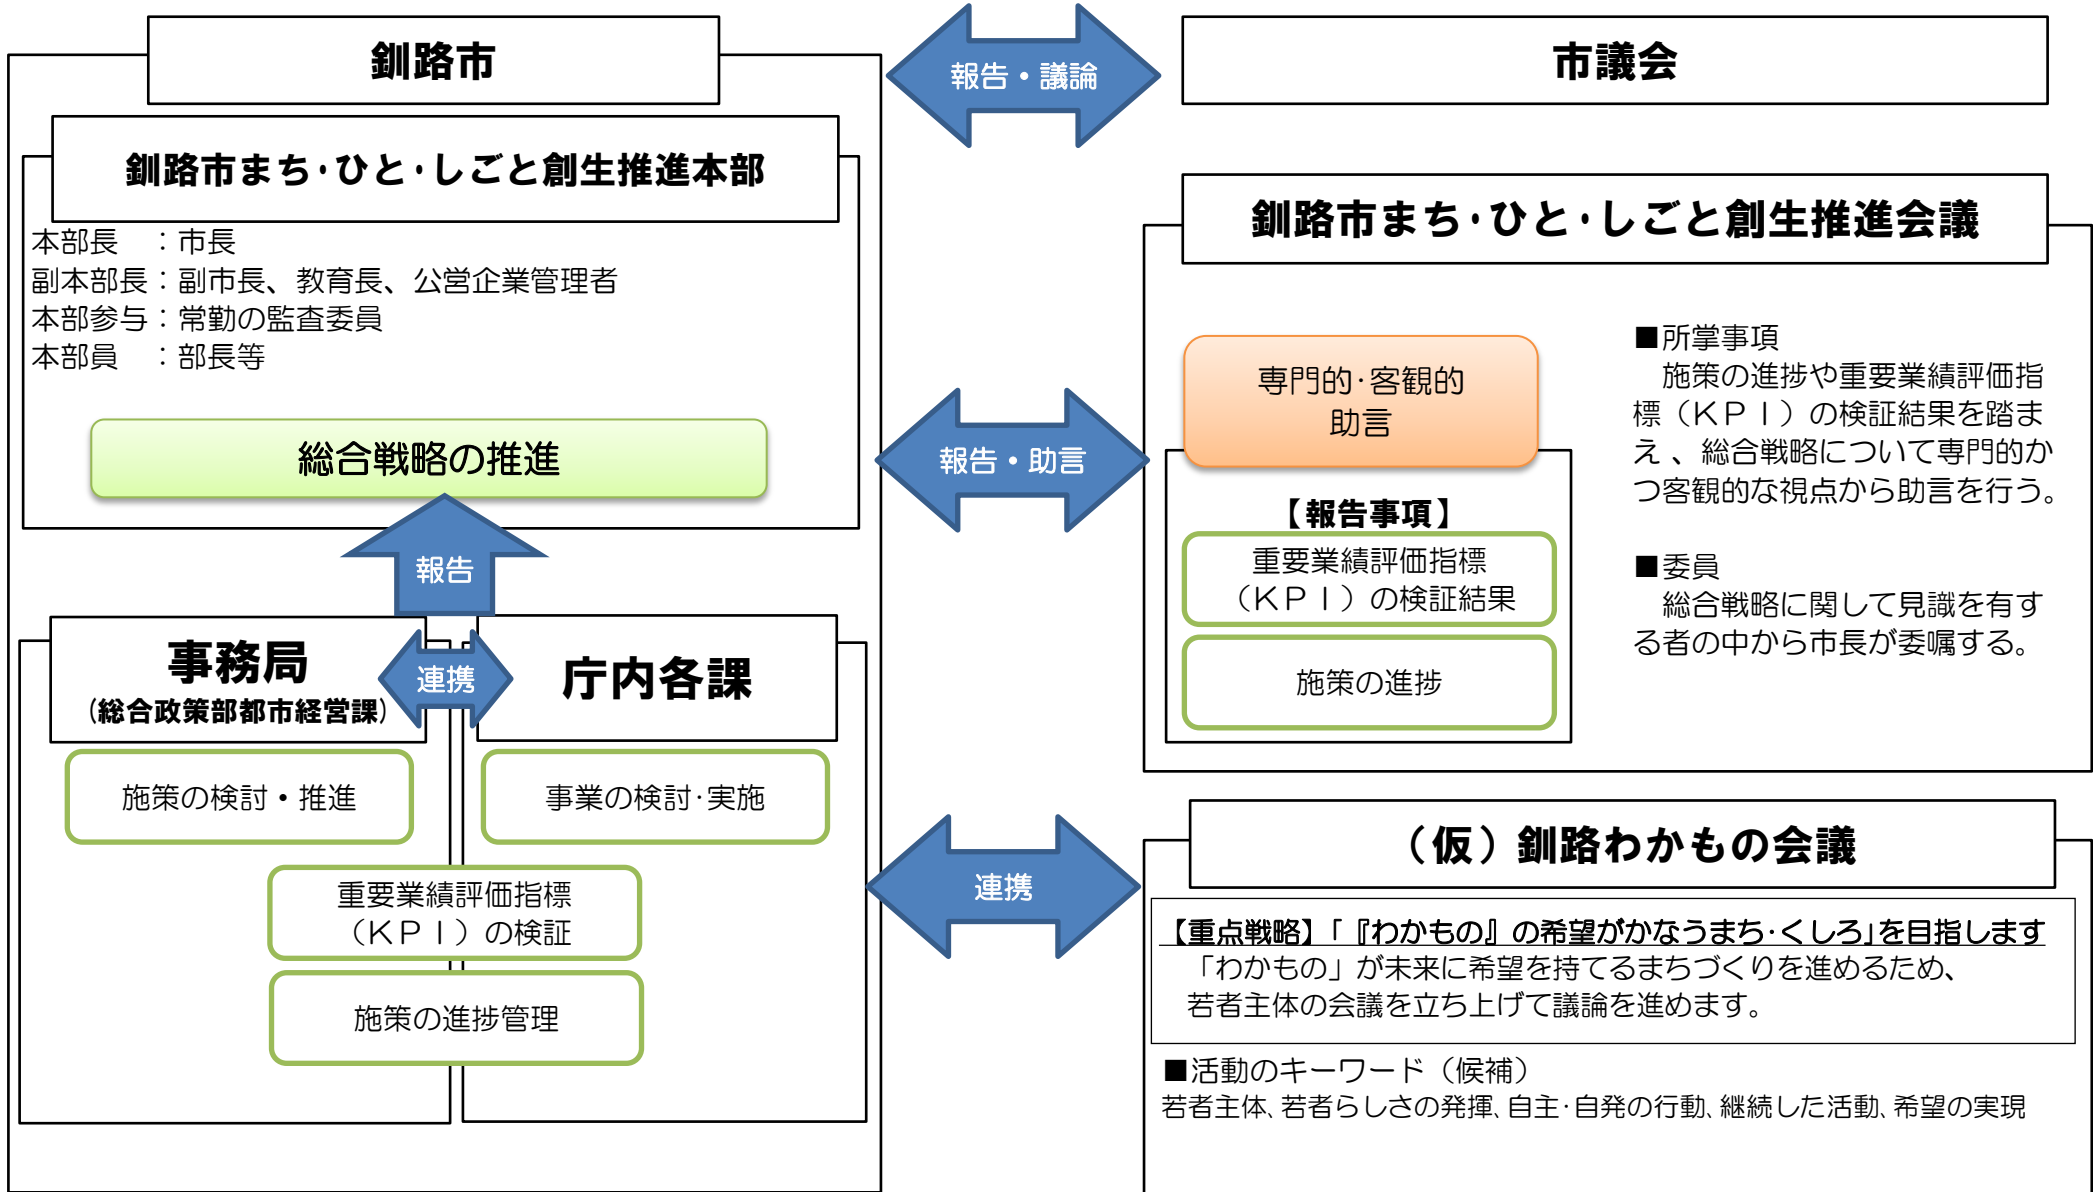 釧路市
報告・議論
市議会
釧路市まち・ひと・しごと創生推進本部
本部長　：市長
副本部長：副市長、教育長、公営企業管理者
本部参与：常勤の監査委員
本部員　：部長等
総合戦略の推進
報告
事務局
(総合政策部都市経営課)
連携
庁内各課
施策の検討・推進
事業の検討・実施
重要業績評価指標
（ＫＰＩ）の検証
施策の進捗管理
報告・助言
釧路市まち・ひと・しごと創生推進会議
専門的・客観的
助言
【報告事項】
重要業績評価指標
（ＫＰＩ）の検証結果
施策の進捗
■所掌事項
　施策の進捗や重要業績評価指
標（ＫＰＩ）の検証結果を踏ま
え、総合戦略について専門的か
つ客観的な視点から助言を行う。
■委員
　総合戦略に関して見識を有す
る者の中から市長が委嘱する。
連携
（仮）釧路わかもの会議
【重点戦略】「『わかもの』の希望がかなうまち・くしろ」を目指します
「わかもの」が未来に希望を持てるまちづくりを進めるため、
若者主体の会議を立ち上げて議論を進めます。
■活動のキーワード（候補）
若者主体、若者らしさの発揮、自主・自発の行動、継続した活動、希望の実現